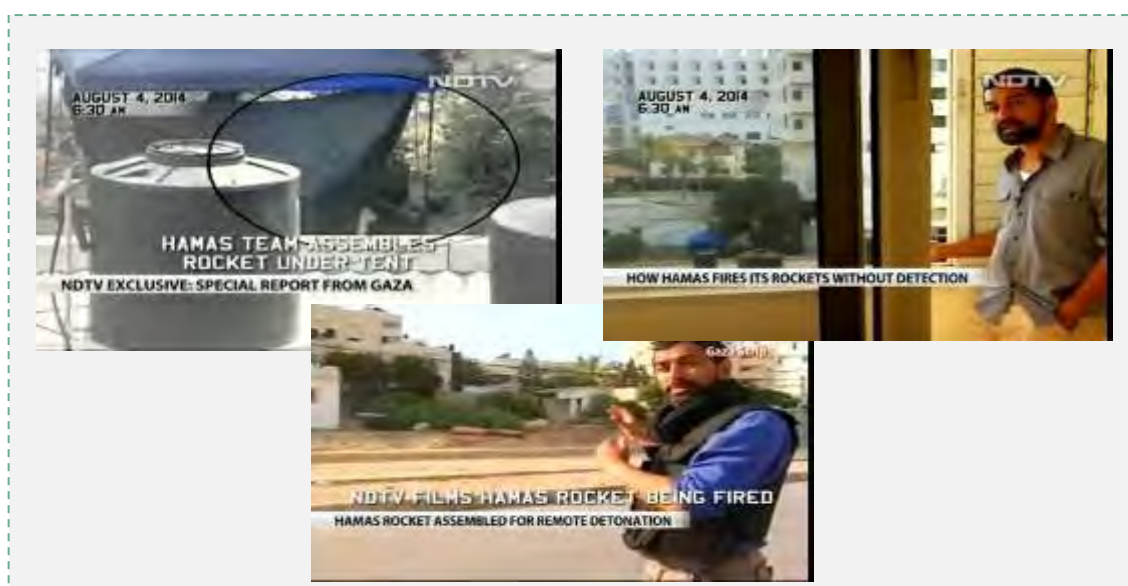 NDTV
AUGUST 4, 2014
6:30 AM
HAMAS TEAM ASSEMBLES
ROCKET UNDER TENT
NDTV EXCLUSIVE: SPECIAL REPORT FROM GAZA
NDTV
AUGUST 4, 2014
6:30 AM
HOW HAMAS FIRES ITS ROCKETS WITHOUT DETECTION
Gaza Strip
NDTV FILMS HAMAS ROCKET BEING FIRED
HAMAS ROCKET ASSEMBLED FOR REMOTE DETONATION